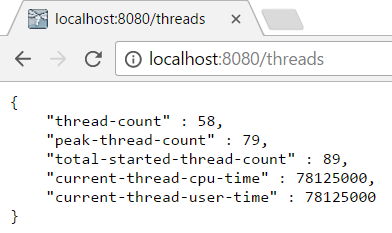 localhost:8080/threads
localhost:8080/threads
{
    "thread-count" : 58,
    "peak-thread-count" : 79,
    "total-started-thread-count" : 89,
    "current-thread-cpu-time" : 78125000,
    "current-thread-user-time" : 78125000
}